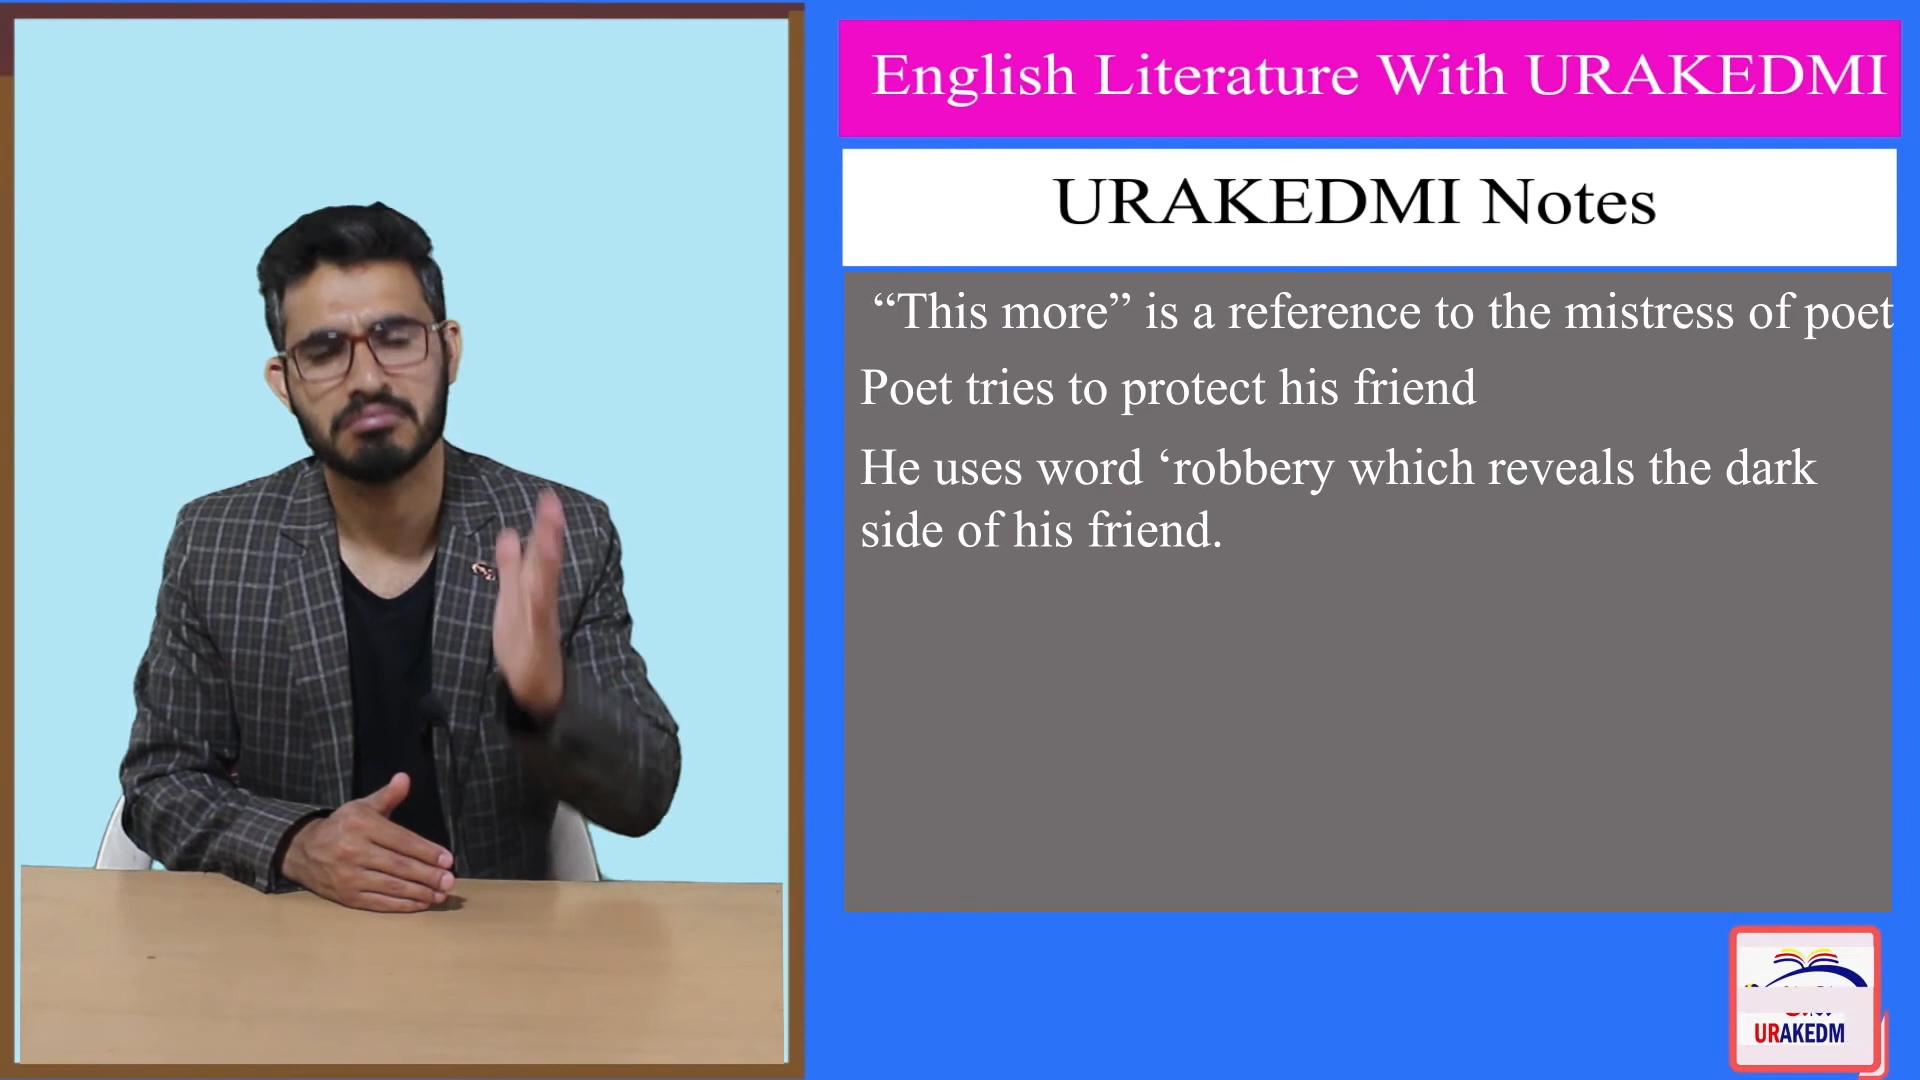 English Literature With URAKEDMI
URAKEDMI Notes
“This more” is a reference to the mistress of poet
Poet tries to protect his friend
He uses word ‘robbery which reveals the dark
side of his friend.
URAKEDM